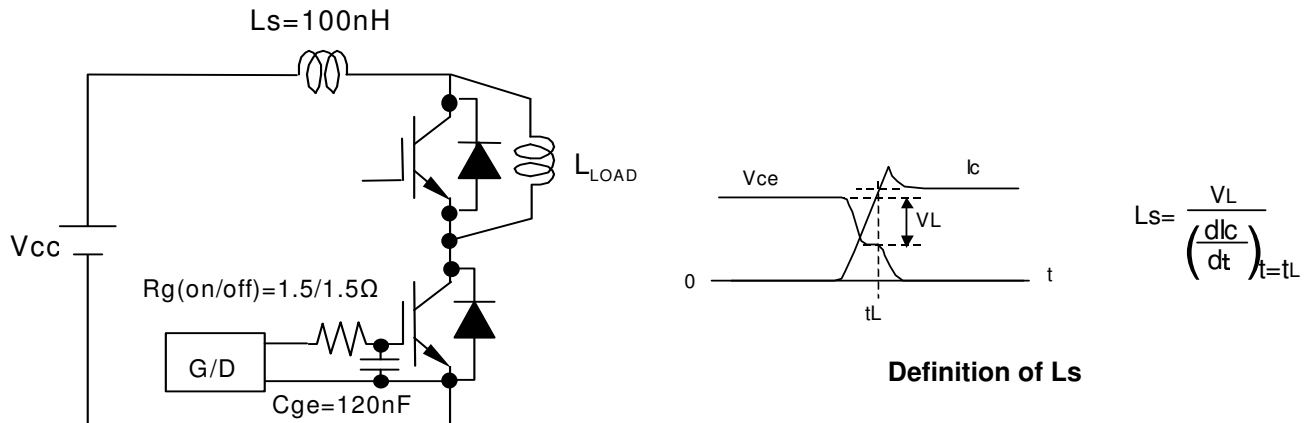 Ls=100nH
LLOAD
Vcc
Rg(on/off)=1.5/1.5Ω
G/D
Cge=120nF
Vce
Ic
VL
0
t
tL
Ls= VL
(dIc
dt)t=tL
Definition of Ls